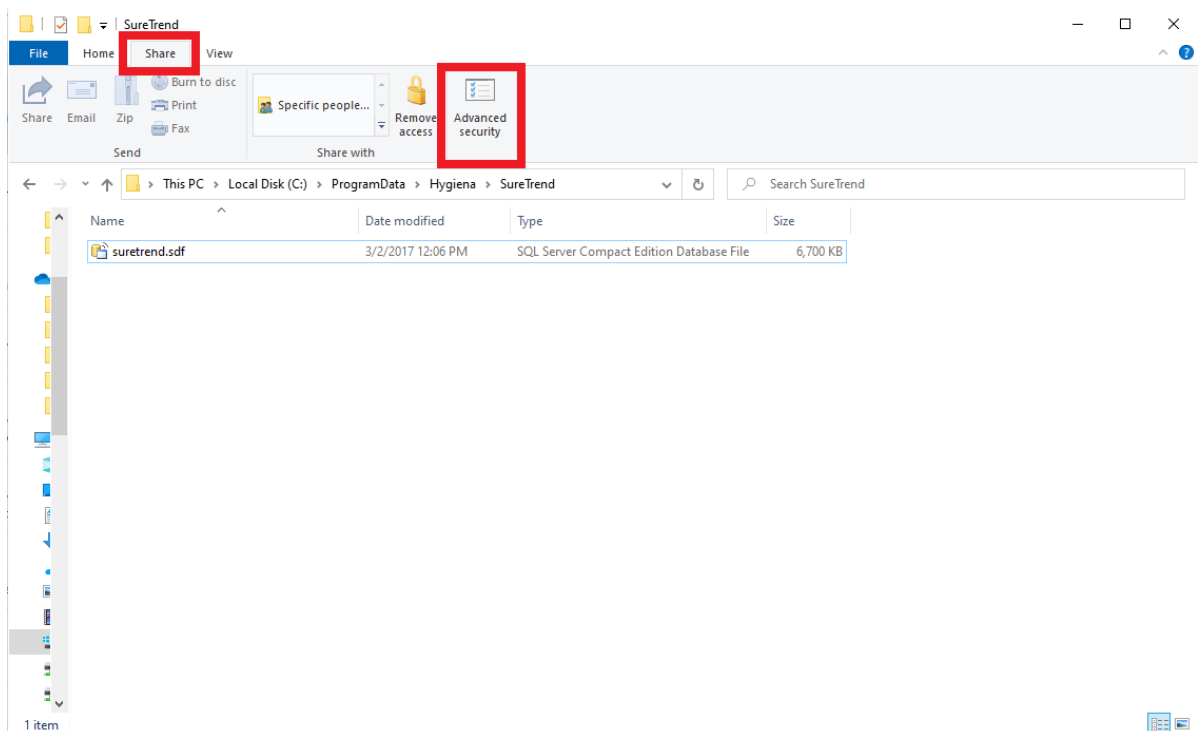 SureTrend
File Home Share View
Share Email Zip Burn to disc Print Fax Specific people... Remove access Advanced security
Send Share with
This PC > Local Disk (C:) > ProgramData > Hygiena > SureTrend Search SureTrend
Name Date modified Type Size
suretrend.sdf 3/2/2017 12:06 PM SQL Server Compact Edition Database File 6,700 KB
1 item